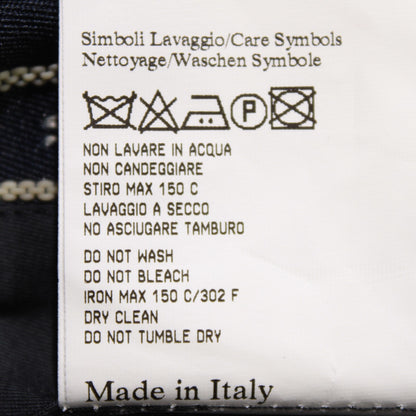 Simboli Lavaggio/Care Symbols
Nettoyage/Waschen Symbole
P
NON LAVARE IN ACQUA
NON CANDEGGIARE
STIRO MAX 150 C
LAVAGGIO A SECCO
NO ASCIUGARE TAMBURO
DO NOT WASH
DO NOT BLEACH
IRON MAX 150 C/302 F
DRY CLEAN
DO NOT TUMBLE DRY
Made in Italy